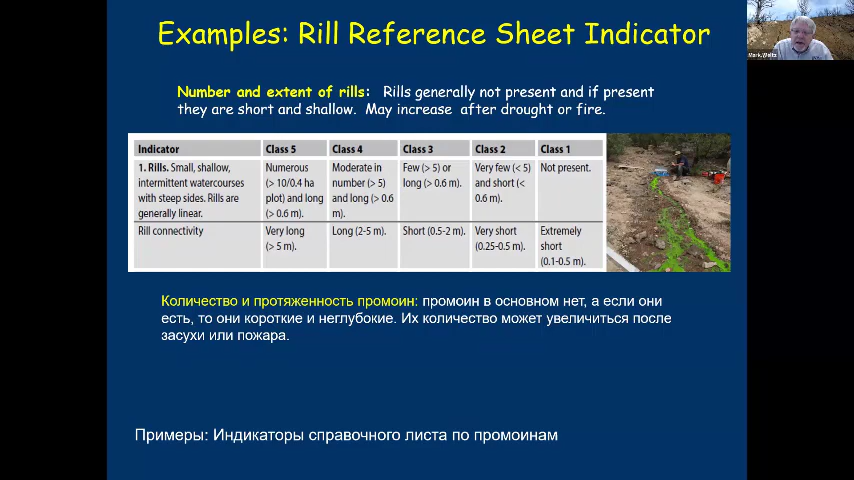 Examples: Rill Reference Sheet Indicator
Mark.Weltz
Number and extent of rills: Rills generally not present and if present
they are short and shallow. May increase after drought or fire.
Indicator Class 5 Class 4 Class 3 Class 2 Class 1
1. Rills. Small, shallow, intermittent watercourses with steep sides. Rills are generally linear. Numerous (> 10/0.4 ha plot) and long (> 0.6 m). Moderate in number (> 5) and long (> 0.6 m). Few (> 5) or long (> 0.6 m). Very few (< 5) and short (< 0.6 m). Not present.
Rill connectivity Very long (> 5 m). Long (2-5 m). Short (0.5-2 m). Very short (0.25-0.5 m). Extremely short (0.1-0.5 m).
Количество и протяженность промоин: промоин в основном нет, а если они
есть, то они короткие и неглубокие. Их количество может увеличиться после
засухи или пожара.
Примеры: Индикаторы справочного листа по промоинам